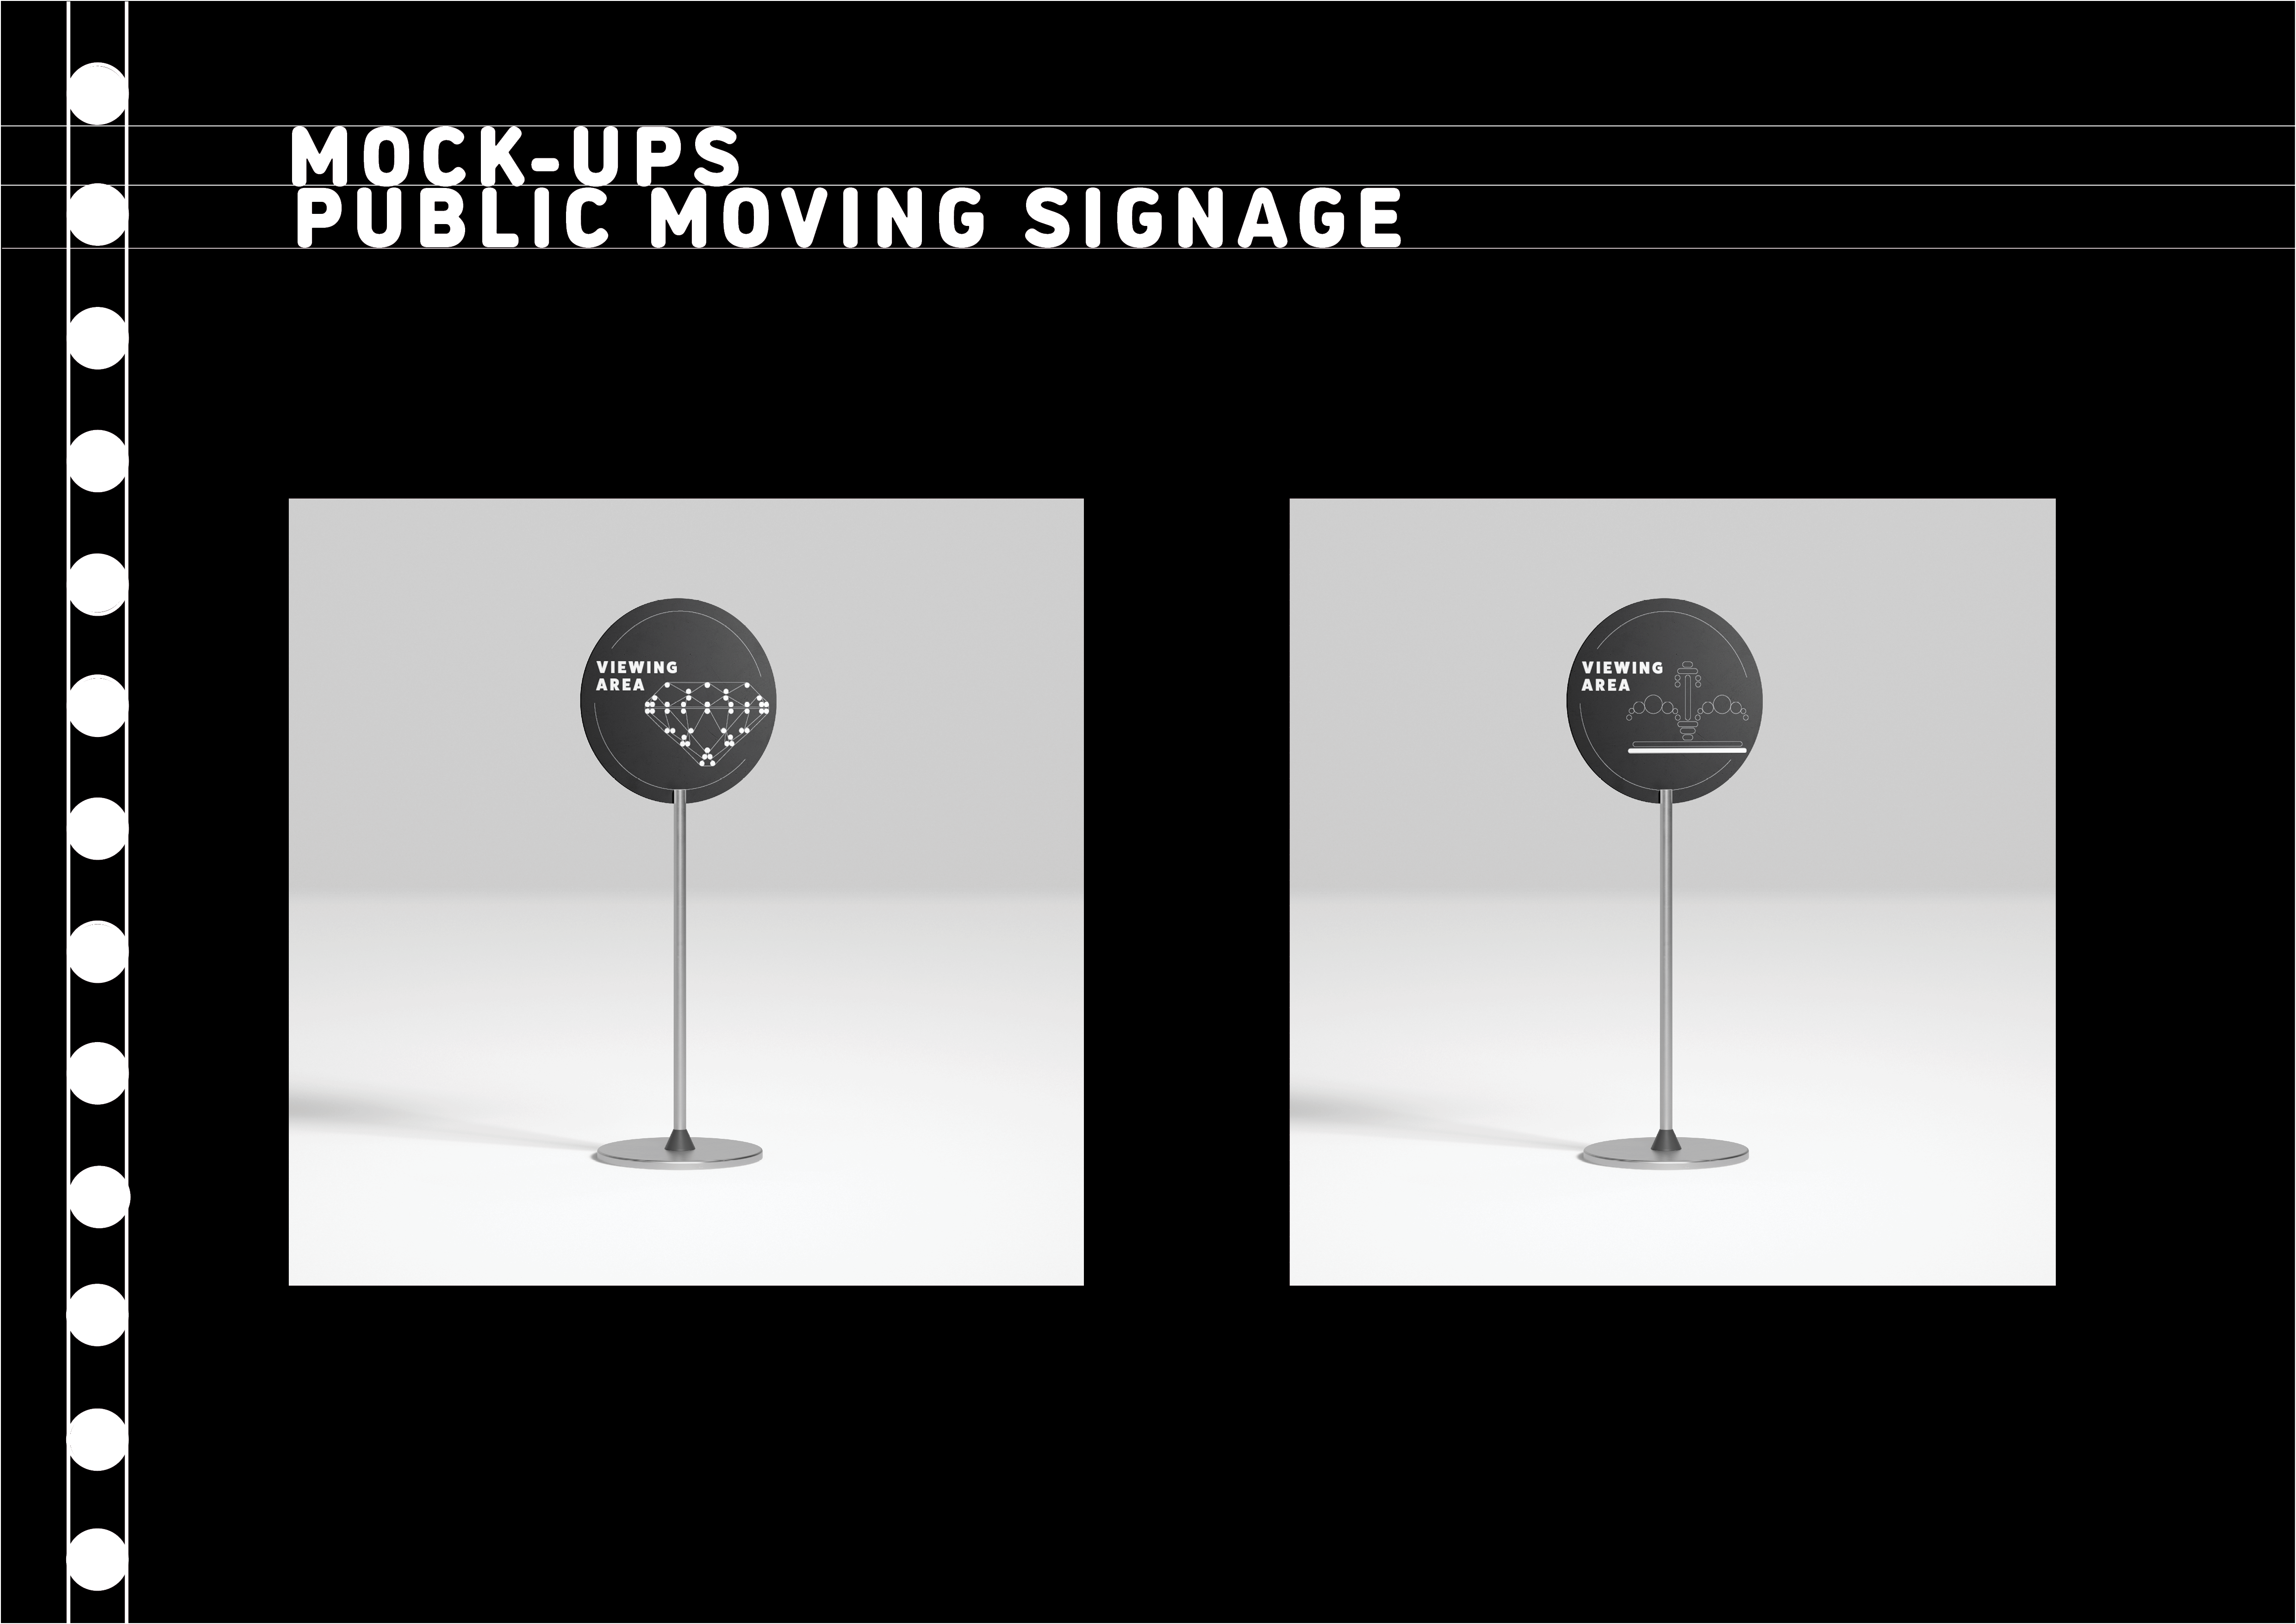 MOCK-UPS
PUBLIC MOVING SIGNAGE
VIEWING
AREA
VIEWING
AREA